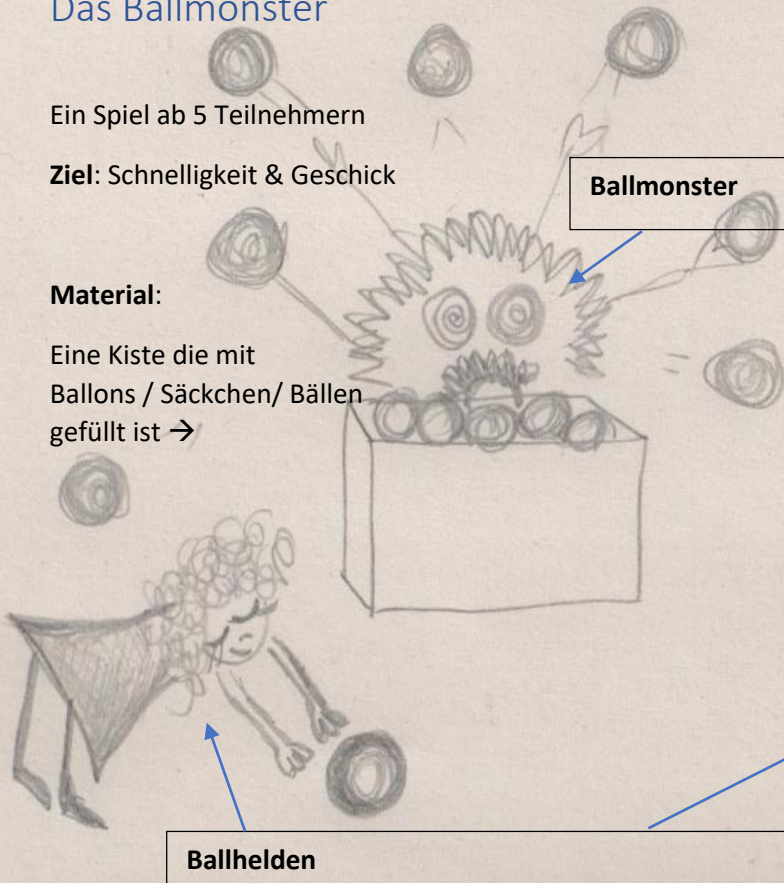 Das Ballmonster
Ein Spiel ab 5 Teilnehmern
Ziel: Schnelligkeit & Geschick
Ballmonster
Material:
Eine Kiste die mit
Ballons / Säckchen/ Bällen
gefüllt ist →
Ballhelden